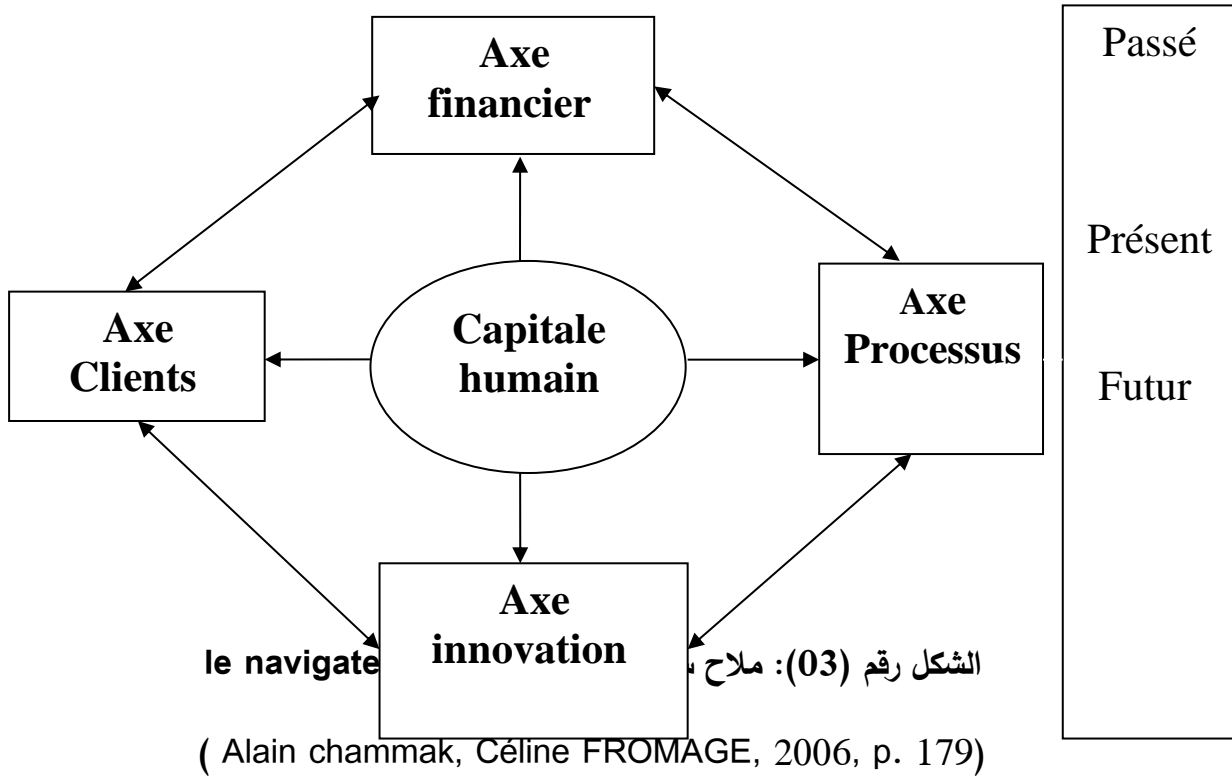 Axe
financier
Passé
Présent
Futur
Axe
Clients
Capitale
humain
Axe
Processus
Axe
innovation
الشكل رقم (03): ملاح le navigate
( Alain chammak, Céline FROMAGE, 2006, p. 179)